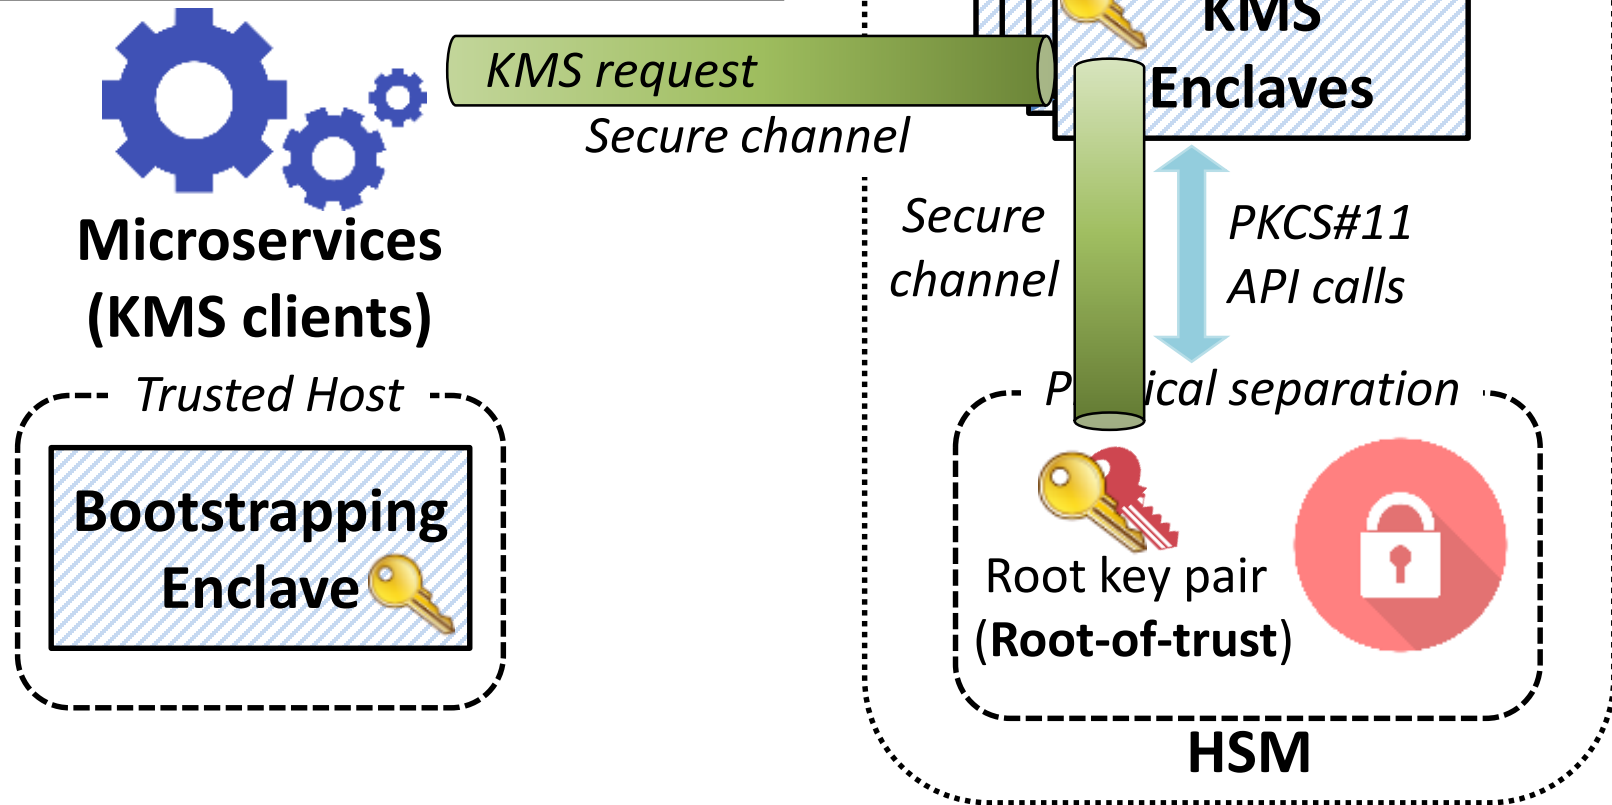 KMS
Enclaves
KMS request
Secure channel
Microservices
(KMS clients)
Secure
channel
PKCS#11
API calls
Trusted Host
Bootstrapping
Enclave
separation
Root key pair
(Root-of-trust)
HSM